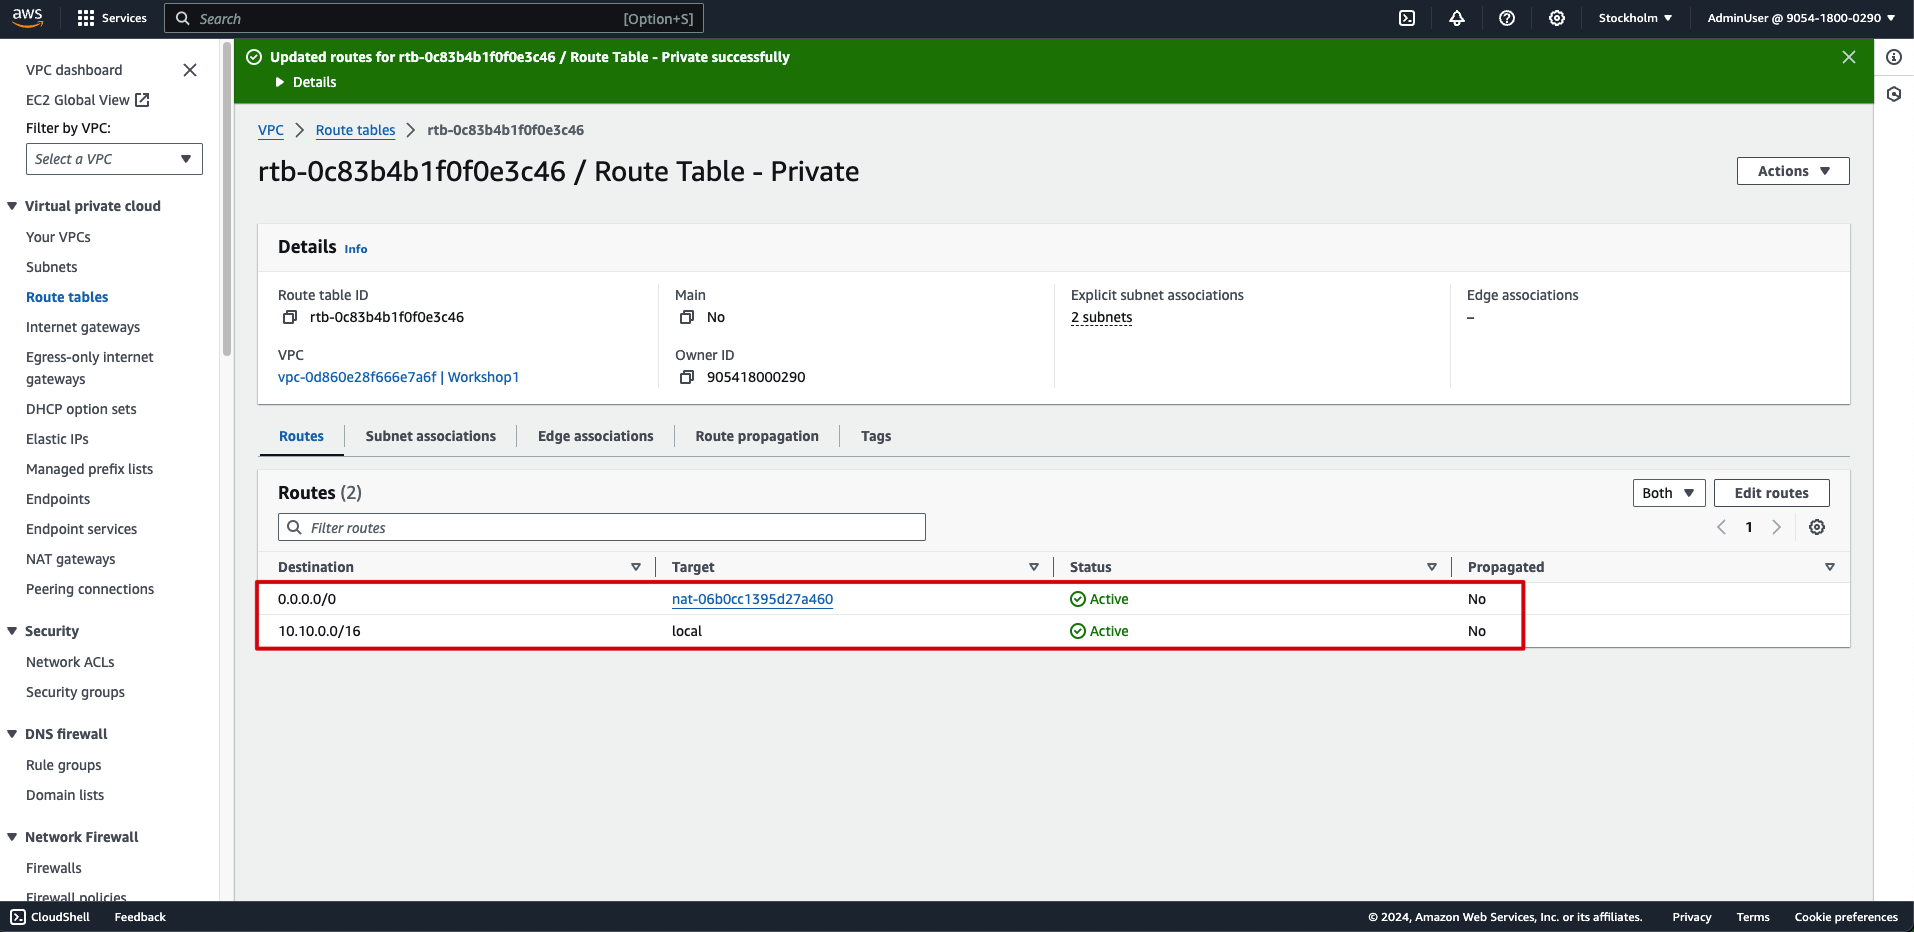 aws
Services
Search
[Option+S]
Stockholm
AdminUser @ 9054-1800-0290
VPC dashboard
EC2 Global View
Filter by VPC:
Select a VPC
Virtual private cloud
Your VPCs
Subnets
Route tables
Internet gateways
Egress-only internet
gateways
DHCP option sets
Elastic IPs
Managed prefix lists
Endpoints
Endpoint services
NAT gateways
Peering connections
Security
Network ACLs
Security groups
DNS firewall
Rule groups
Domain lists
Network Firewall
Firewalls
Firewall policies
Updated routes for rtb-0c83b4b1f0f0e3c46 / Route Table - Private successfully
Details
VPC
Route tables
rtb-0c83b4b1f0f0e3c46
rtb-0c83b4b1f0f0e3c46 / Route Table - Private
Actions
Details Info
Route table ID
rtb-0c83b4b1f0f0e3c46
Main
No
Explicit subnet associations
2 subnets
Edge associations
–
VPC
vpc-0d860e28f666e7a6f | Workshop1
Owner ID
905418000290
Routes
Subnet associations
Edge associations
Route propagation
Tags
Routes (2)
Both
Edit routes
Filter routes
1
Destination
Target
Status
Propagated
0.0.0.0/0
nat-06b0cc1395d27a460
Active
No
10.10.0.0/16
local
Active
No
CloudShell
Feedback
© 2024, Amazon Web Services, Inc. or its affiliates.
Privacy
Terms
Cookie preferences